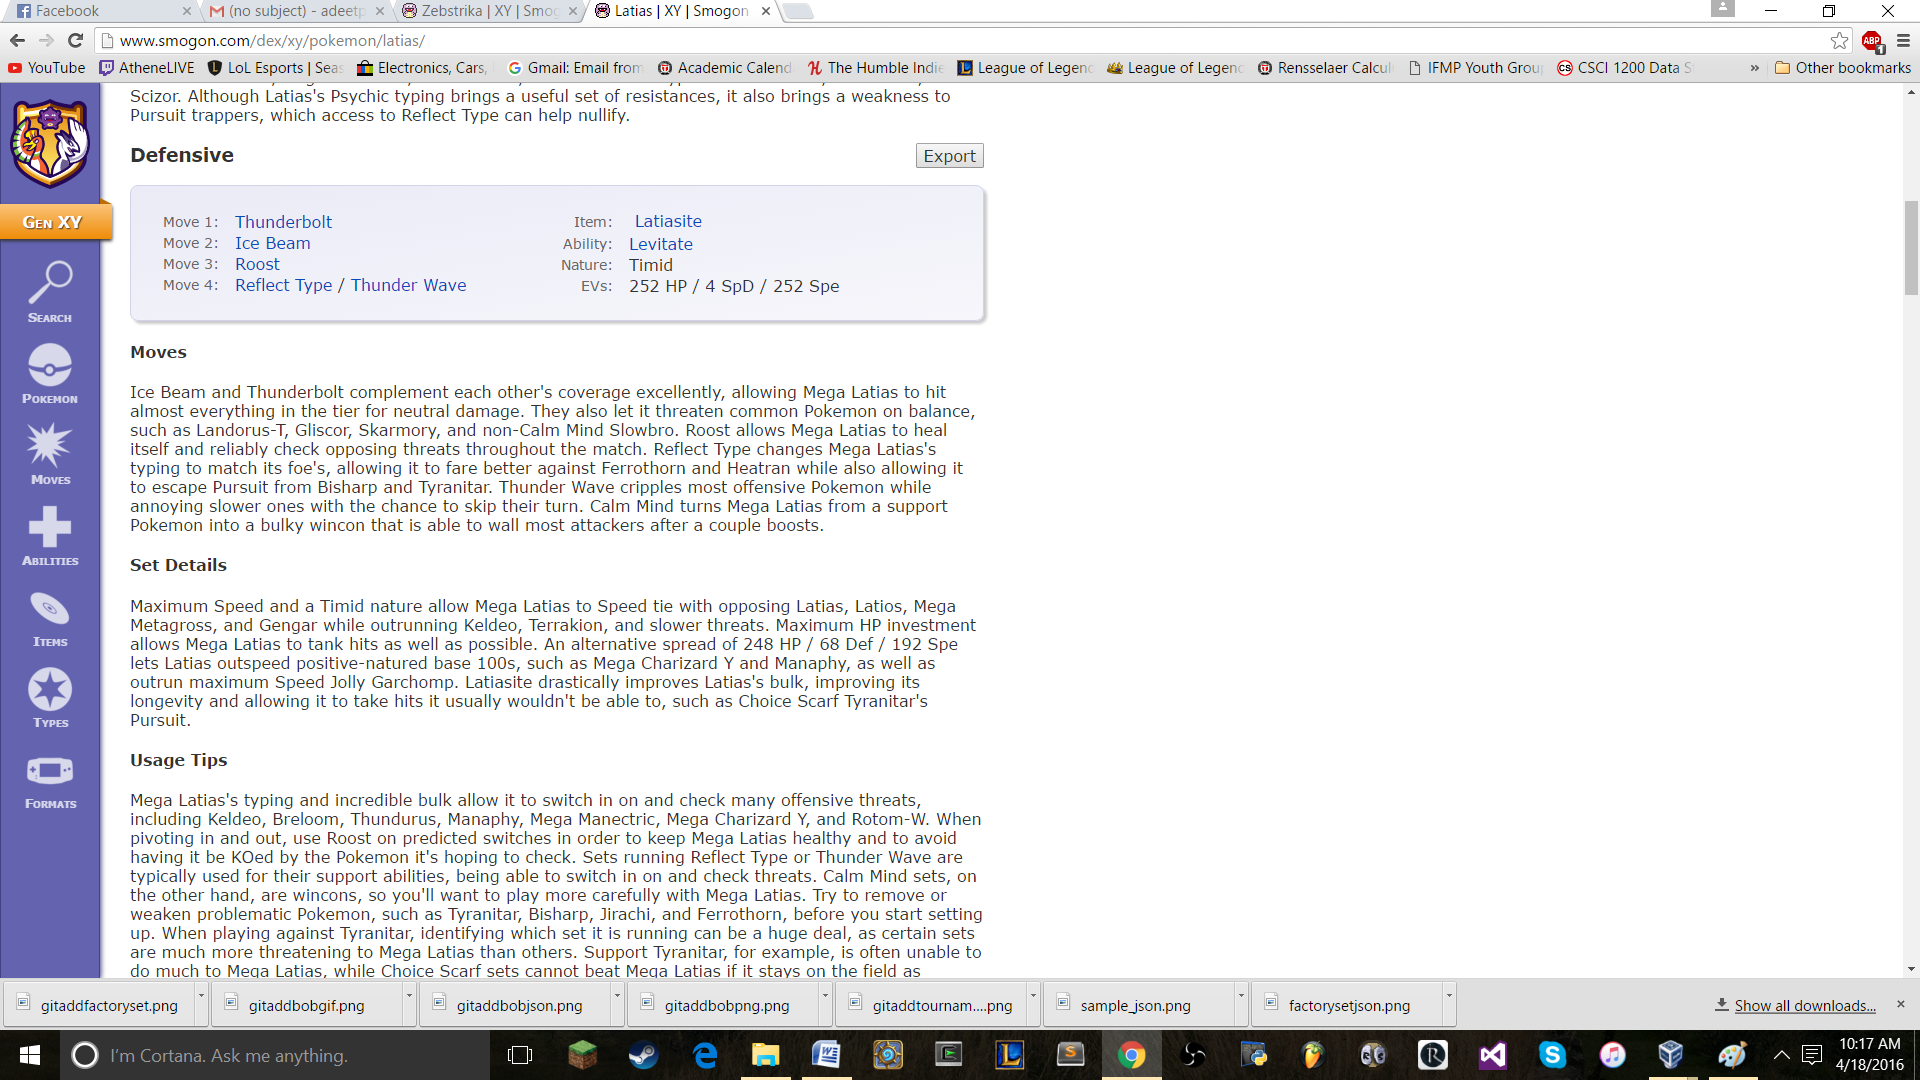 Facebook
(no subject) - adeetp
Zebstrika | XY | Smog
Latias | XY | Smogon
www.smogon.com/dex/xy/pokemon/latias/
ABP
1
YouTube
AtheneLIVE
LoL Esports | Seas
Electronics, Cars,
Gmail: Email from
Academic Calend
The Humble Indie
League of Legen
League of Legen
Rensselaer Calcul
IFMP Youth Grou
CSCI 1200 Data S
»
Other bookmarks
Scizor. Although Latias's Psychic typing brings a useful set of resistances, it also brings a weakness to
Pursuit trappers, which access to Reflect Type can help nullify.
Defensive
Export
Move 1: Thunderbolt
Move 2: Ice Beam
Move 3: Roost
Move 4: Reflect Type / Thunder Wave
Item: Latiasite
Ability: Levitate
Nature: Timid
EVs: 252 HP / 4 SpD / 252 Spe
Gen XY
Search
Pokemon
Moves
Abilities
Items
Types
Formats
Moves
Ice Beam and Thunderbolt complement each other's coverage excellently, allowing Mega Latias to hit
almost everything in the tier for neutral damage. They also let it threaten common Pokemon on balance,
such as Landorus-T, Gliscor, Skarmory, and non-Calm Mind Slowbro. Roost allows Mega Latias to heal
itself and reliably check opposing threats throughout the match. Reflect Type changes Mega Latias's
typing to match its foe's, allowing it to fare better against Ferrothorn and Heatran while also allowing it
to escape Pursuit from Bisharp and Tyranitar. Thunder Wave cripples most offensive Pokemon while
annoying slower ones with the chance to skip their turn. Calm Mind turns Mega Latias from a support
Pokemon into a bulky wincon that is able to wall most attackers after a couple boosts.
Set Details
Maximum Speed and a Timid nature allow Mega Latias to Speed tie with opposing Latias, Latios, Mega
Metagross, and Gengar while outrunning Keldeo, Terrakion, and slower threats. Maximum HP investment
allows Mega Latias to tank hits as well as possible. An alternative spread of 248 HP / 68 Def / 192 Spe
lets Latias outspeed positive-natured base 100s, such as Mega Charizard Y and Manaphy, as well as
outrun maximum Speed Jolly Garchomp. Latiasite drastically improves Latias's bulk, improving its
longevity and allowing it to take hits it usually wouldn't be able to, such as Choice Scarf Tyranitar's
Pursuit.
Usage Tips
Mega Latias's typing and incredible bulk allow it to switch in on and check many offensive threats,
including Keldeo, Breloom, Thundurus, Manaphy, Mega Manectric, Mega Charizard Y, and Rotom-W. When
pivoting in and out, use Roost on predicted switches in order to keep Mega Latias healthy and to avoid
having it be KOed by the Pokemon it's hoping to check. Sets running Reflect Type or Thunder Wave are
typically used for their support abilities, being able to switch in on and check threats. Calm Mind sets, on
the other hand, are wincons, so you'll want to play more carefully with Mega Latias. Try to remove or
weaken problematic Pokemon, such as Tyranitar, Bisharp, Jirachi, and Ferrothorn, before you start setting
up. When playing against Tyranitar, identifying which set it is running can be a huge deal, as certain sets
are much more threatening to Mega Latias than others. Support Tyranitar, for example, is often unable to
do much to Mega Latias, while Choice Scarf sets cannot beat Mega Latias if it stays on the field as
gitaddfactoryset.png
gitaddbobgif.png
gitaddbobjson.png
gitaddbobpng.png
gitaddtournam....png
sample_json.png
factorysetjson.png
Show all downloads...
I'm Cortana. Ask me anything.
10:17 AM
4/18/2016